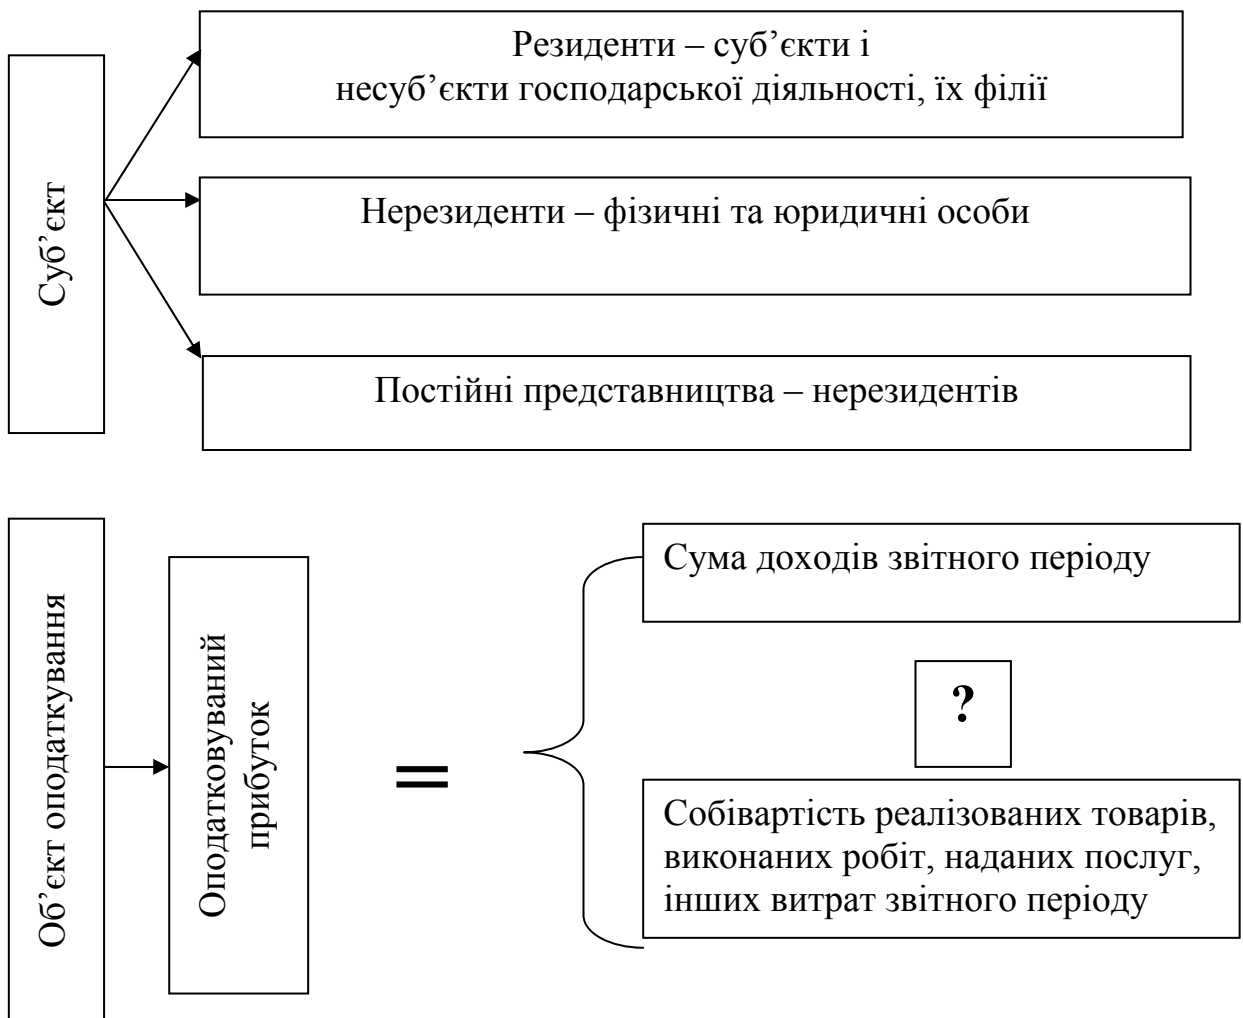 Суб’єкт
Резиденти – суб’єкти і
несуб’єкти господарської діяльності, їх філії
Нерезиденти – фізичні та юридичні особи
Постійні представництва – нерезидентів
Об’єкт оподаткування
Оподатковуваний
прибуток
=
Сума доходів звітного періоду
?
Собівартість реалізованих товарів,
виконаних робіт, наданих послуг,
інших витрат звітного періоду